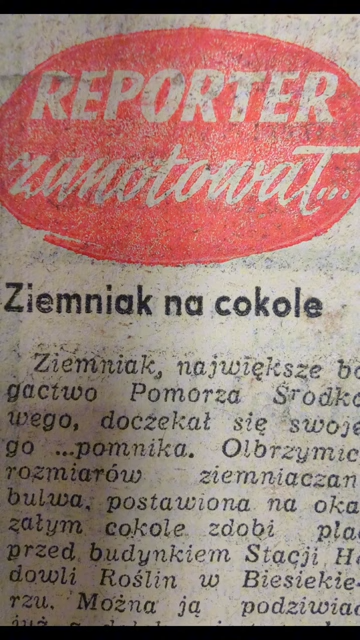 REPORTER
zanotował...
Ziemniak na cokole
Ziemniak, największe bo
gactwo Pomorza Środko
wego, doczekał się swoje
go ...pomnika. Olbrzymic
rozmiarów ziemniaczan
bulwa, postawiona na oka
załym cokole zdobi plac
przed budynkiem Stacji Ho
dowli Roślin w Biesiekie-
rzu. Można ją podziwiać
już z